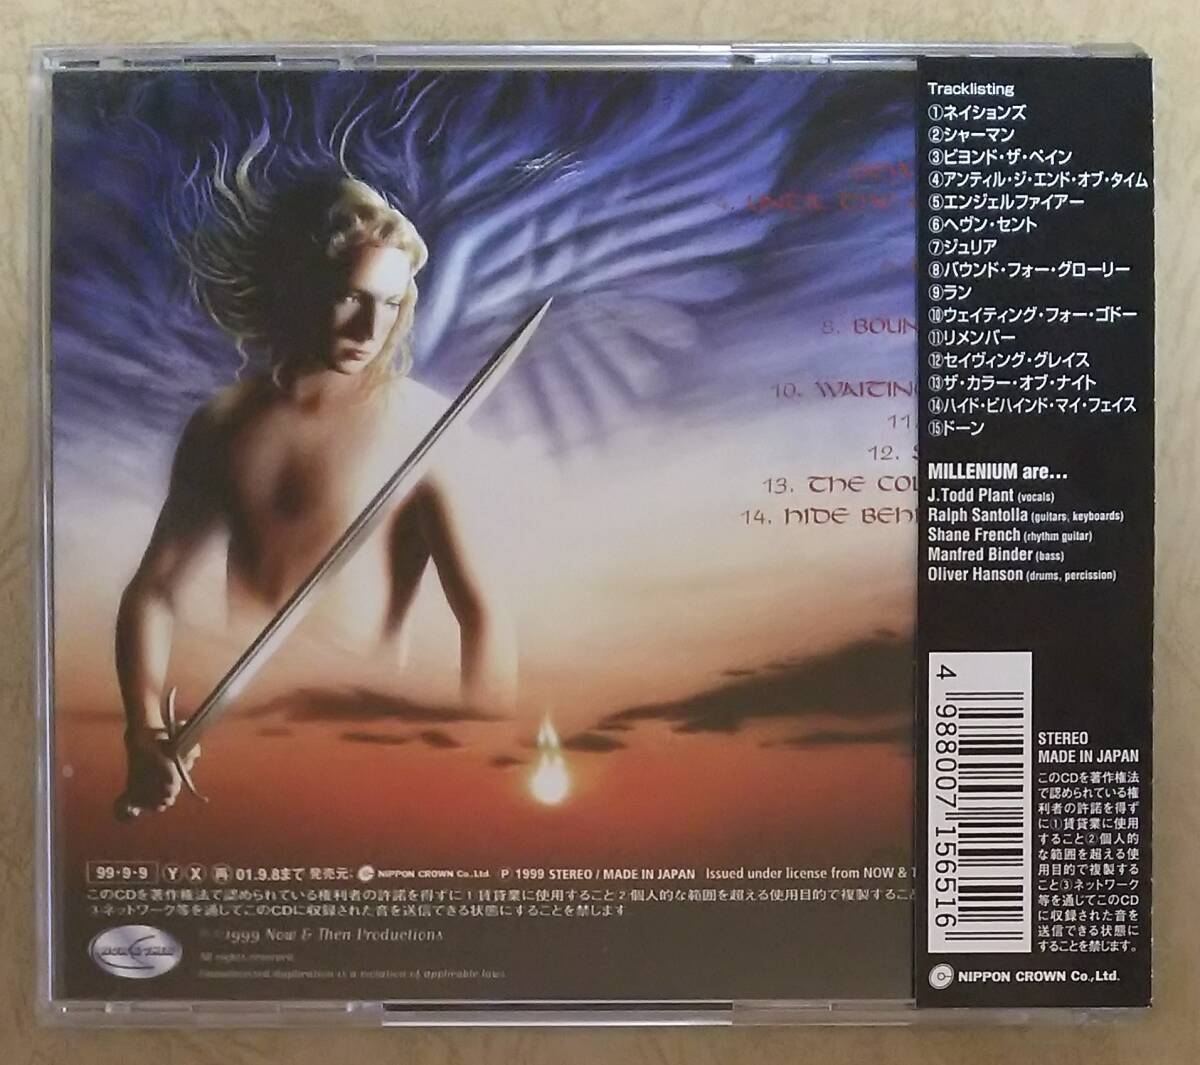 UNTIL THE
8. BOUN
10. WAITING
11.
12. S
13. THE COL
14. HIDE BEH
99・9・9 Y X 再 01.9.8まで 発売元: NIPPON CROWN Co.,Ltd. P 1999 STEREO / MADE IN JAPAN Issued under license from NOW & T
このCDを著作権法で認められている権利者の許諾を得ずに①賃貸業に使用すること②個人的な範囲を超える使用目的で複製すること
③ネットワーク等を通じてこのCDに収録された音を送信できる状態にすることを禁じます。
1999 Now & Then Productions
All rights reserved.
Unauthorised duplication is a violation of applicable laws
NOW & THEN
Tracklisting
①ネイションズ
②シャーマン
③ビヨンド・ザ・ペイン
④アンティル・ジ・エンド・オブ・タイム
⑤エンジェルファイアー
⑥ヘヴン・セント
⑦ジュリア
⑧バウンド・フォー・グローリー
⑨ラン
⑩ウェイティング・フォー・ゴドー
⑪リメンバー
⑫セイヴィング・グレイス
⑬ザ・カラー・オブ・ナイト
⑭ハイド・ビハインド・マイ・フェイス
⑮ドーン
MILLENIUM are...
J.Todd Plant (vocals)
Ralph Santolla (guitars, keyboards)
Shane French (rhythm guitar)
Manfred Binder (bass)
Oliver Hanson (drums, percission)
4 988007 156516
STEREO
MADE IN JAPAN
このCDを著作権法
で認められている権
利者の許諾を得ず
に①賃貸業に使用
すること②個人的
な範囲を超える使
用目的で複製する
こと③ネットワーク
等を通じてこのCD
に収録された音を
送信できる状態に
することを禁じます。
NIPPON CROWN Co.,Ltd.